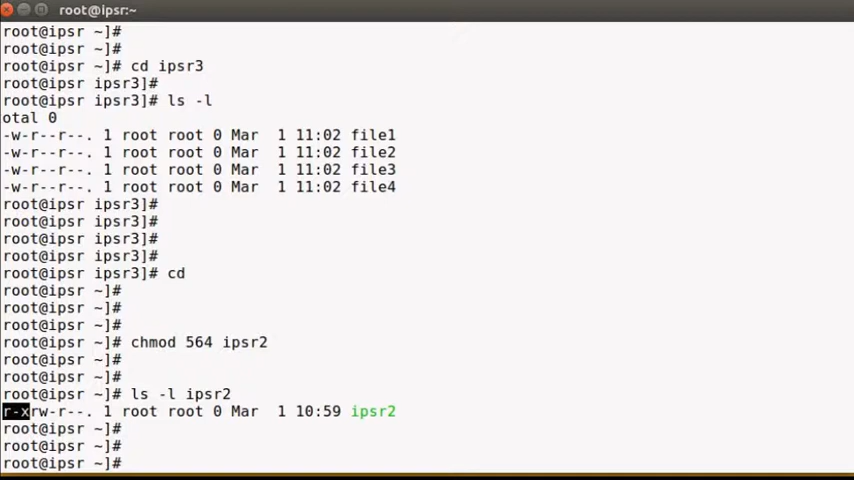 root@ipsr:~
root@ipsr ~]#
root@ipsr ~]#
root@ipsr ~]# cd ipsr3
root@ipsr ipsr3]#
root@ipsr ipsr3]# ls -l
otal 0
-w-r--r--. 1 root root 0 Mar  1 11:02 file1
-w-r--r--. 1 root root 0 Mar  1 11:02 file2
-w-r--r--. 1 root root 0 Mar  1 11:02 file3
-w-r--r--. 1 root root 0 Mar  1 11:02 file4
root@ipsr ipsr3]#
root@ipsr ipsr3]#
root@ipsr ipsr3]#
root@ipsr ipsr3]#
root@ipsr ipsr3]# cd
root@ipsr ~]#
root@ipsr ~]#
root@ipsr ~]#
root@ipsr ~]# chmod 564 ipsr2
root@ipsr ~]#
root@ipsr ~]#
root@ipsr ~]# ls -l ipsr2
r-xrw-r--. 1 root root 0 Mar  1 10:59 ipsr2
root@ipsr ~]#
root@ipsr ~]#
root@ipsr ~]#